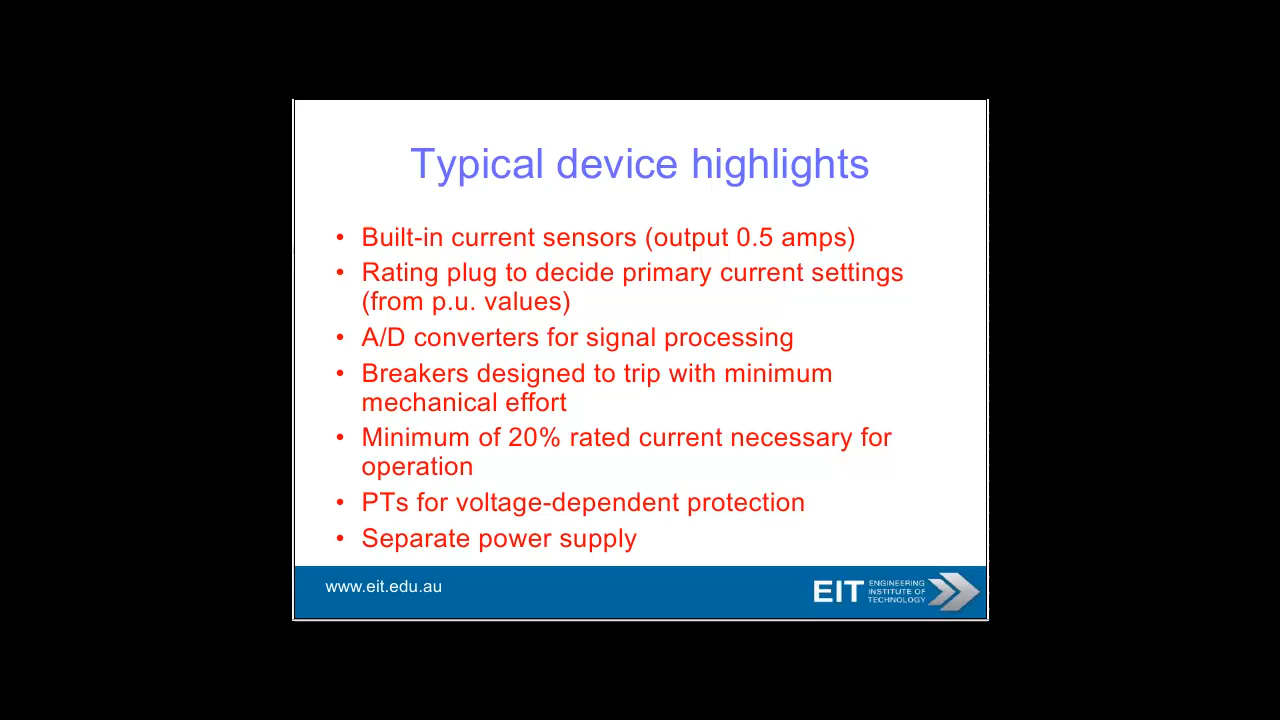 Typical device highlights
• Built-in current sensors (output 0.5 amps)
• Rating plug to decide primary current settings
(from p.u. values)
• A/D converters for signal processing
• Breakers designed to trip with minimum
mechanical effort
• Minimum of 20% rated current necessary for
operation
• PTs for voltage-dependent protection
• Separate power supply
www.eit.edu.au
EIT
ENGINEERING
INSTITUTE OF
TECHNOLOGY